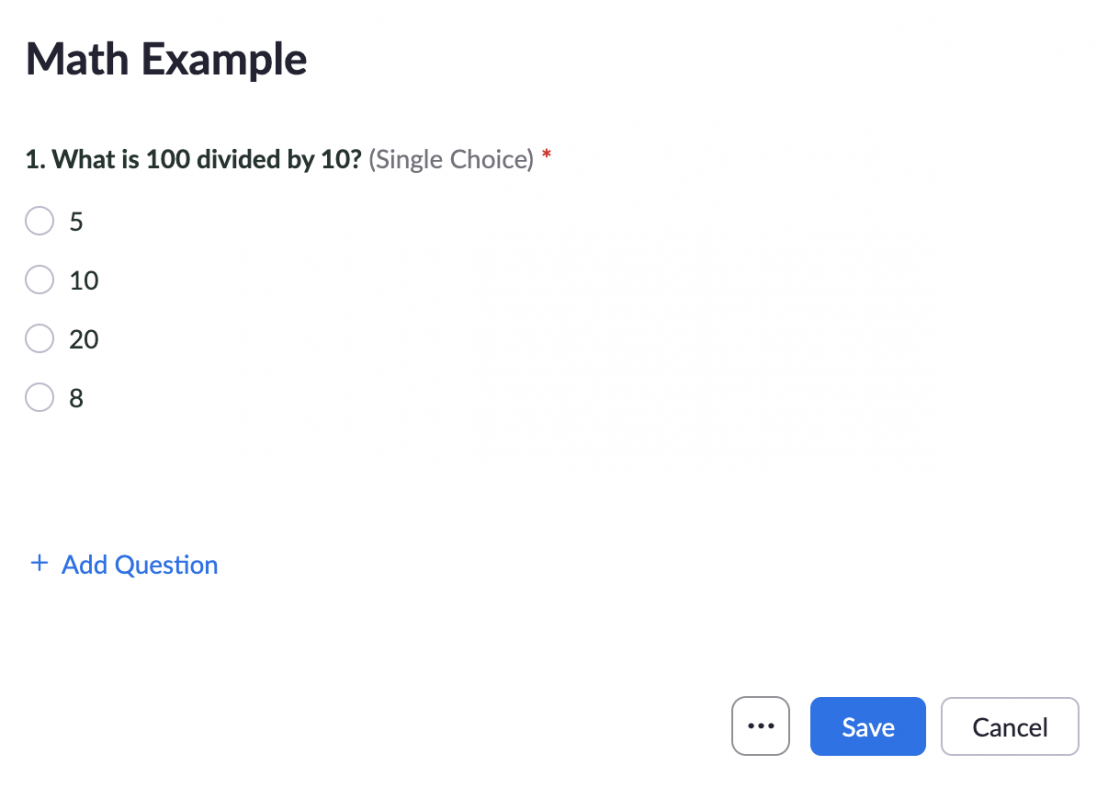 Math Example
1. What is 100 divided by 10? (Single Choice) *
5
10
20
8
+ Add Question
... Save Cancel